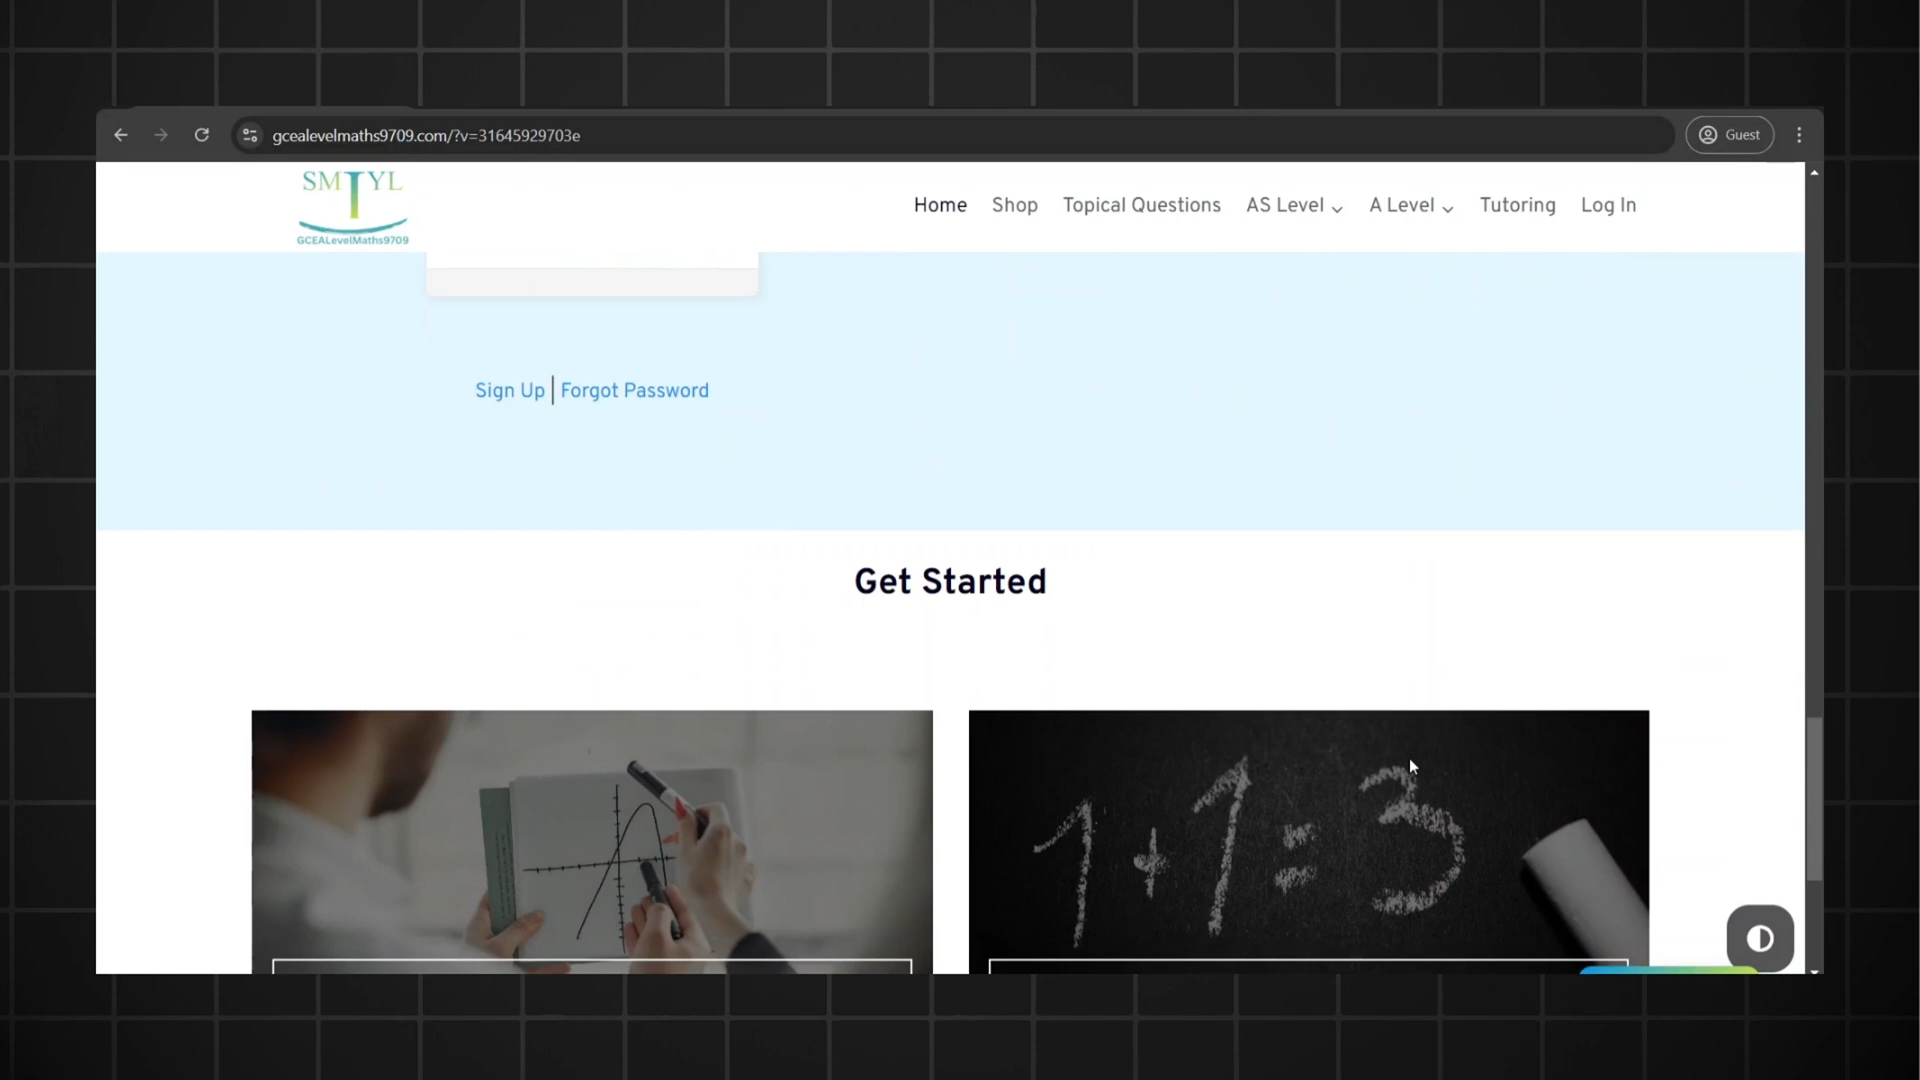 gcealevelmaths9709.com/?v=31645929703e
Guest
SMTYL
GCEALevelMaths9709
Home Shop Topical Questions AS Level A Level Tutoring Log In
Sign Up | Forgot Password
Get Started
1+1=3